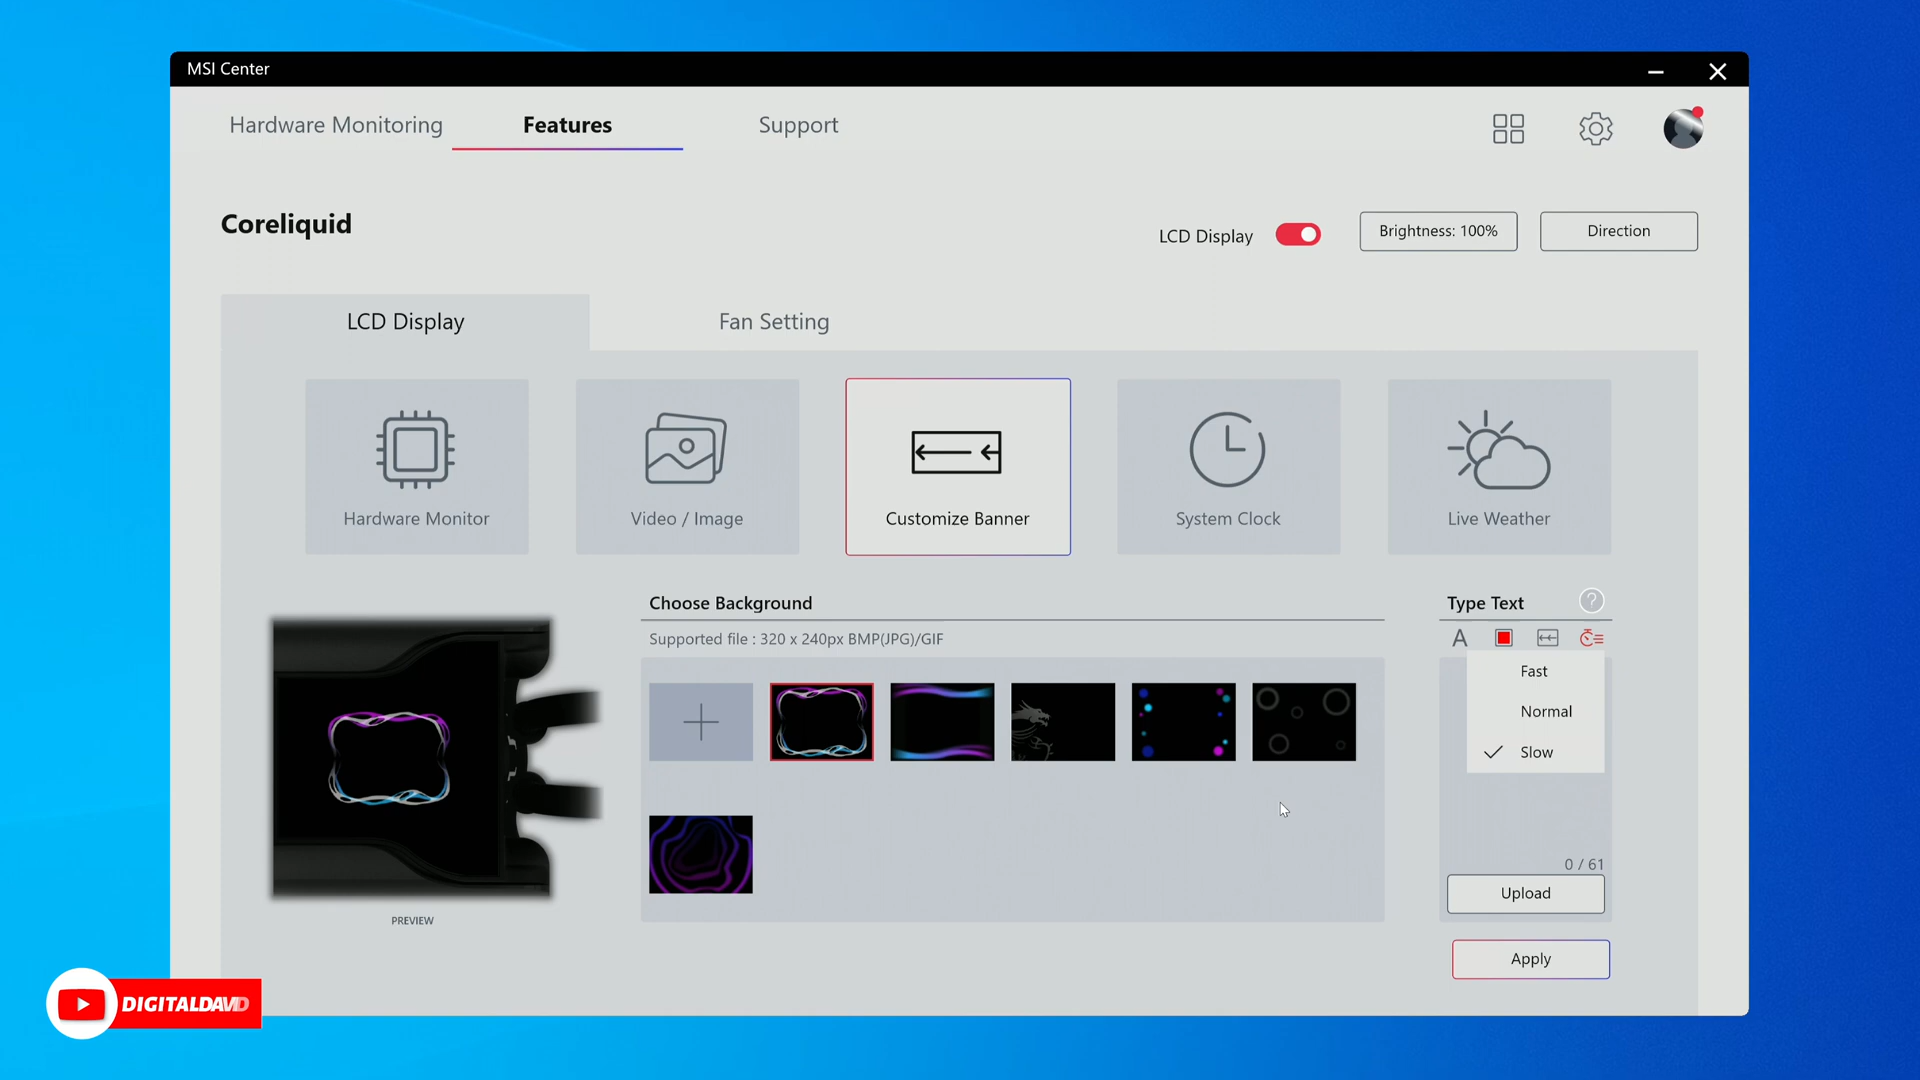 MSI Center
Hardware Monitoring
Features
Support
Coreliquid
LCD Display
Brightness: 100%
Direction
LCD Display
Fan Setting
Hardware Monitor
Video / Image
Customize Banner
System Clock
Live Weather
Choose Background
Supported file : 320 x 240px BMP(JPG)/GIF
Type Text
?
A
Fast
Normal
Slow
0 / 61
Upload
Apply
PREVIEW
DIGITALDAVID